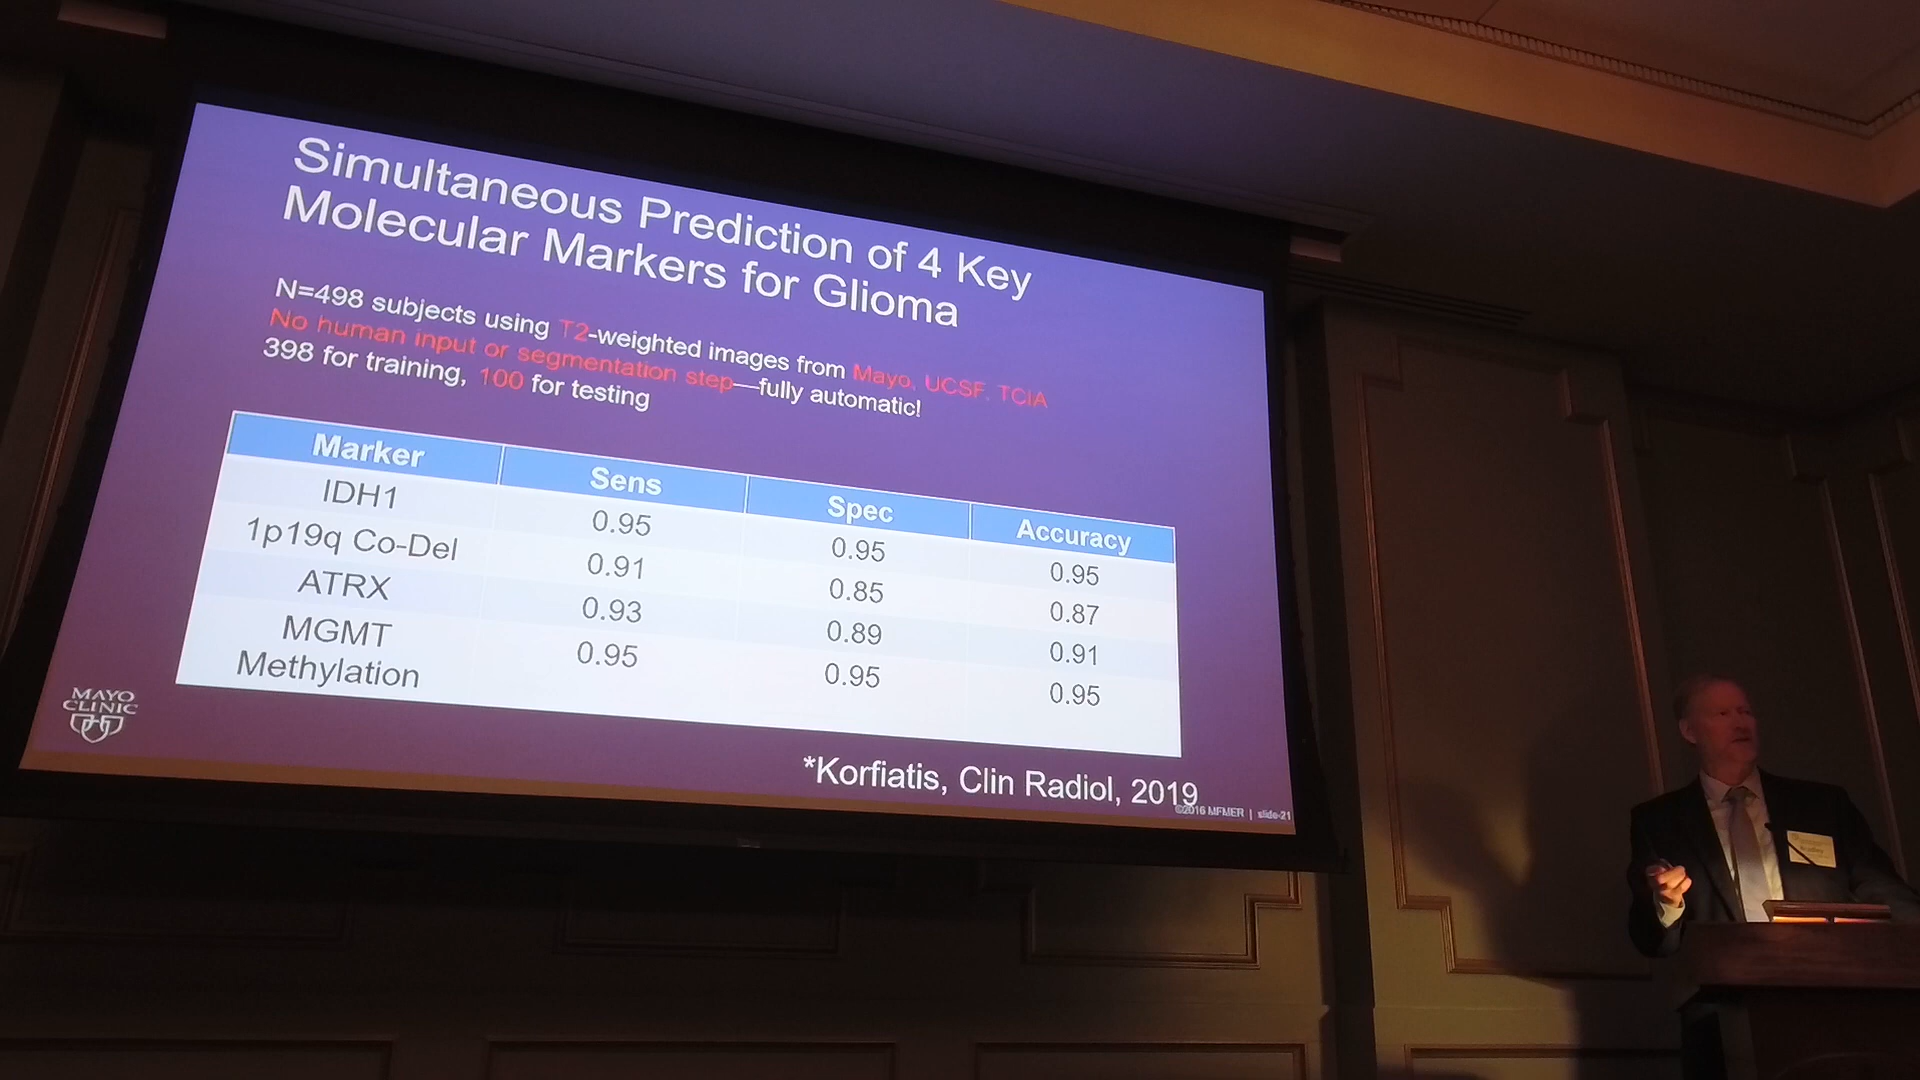 Simultaneous Prediction of 4 Key
Molecular Markers for Glioma
N=498 subjects using T2-weighted images from Mayo, UCSF, TCIA
No human input or segmentation step—fully automatic!
398 for training, 100 for testing
Marker Sens Spec Accuracy
IDH1 0.95 0.95 0.95
1p19q Co-Del 0.91 0.85 0.87
ATRX 0.93 0.89 0.91
MGMT
Methylation 0.95 0.95 0.95
MAYO
CLINIC
*Korfiatis, Clin Radiol, 2019
©2016 MFMER | slide-21